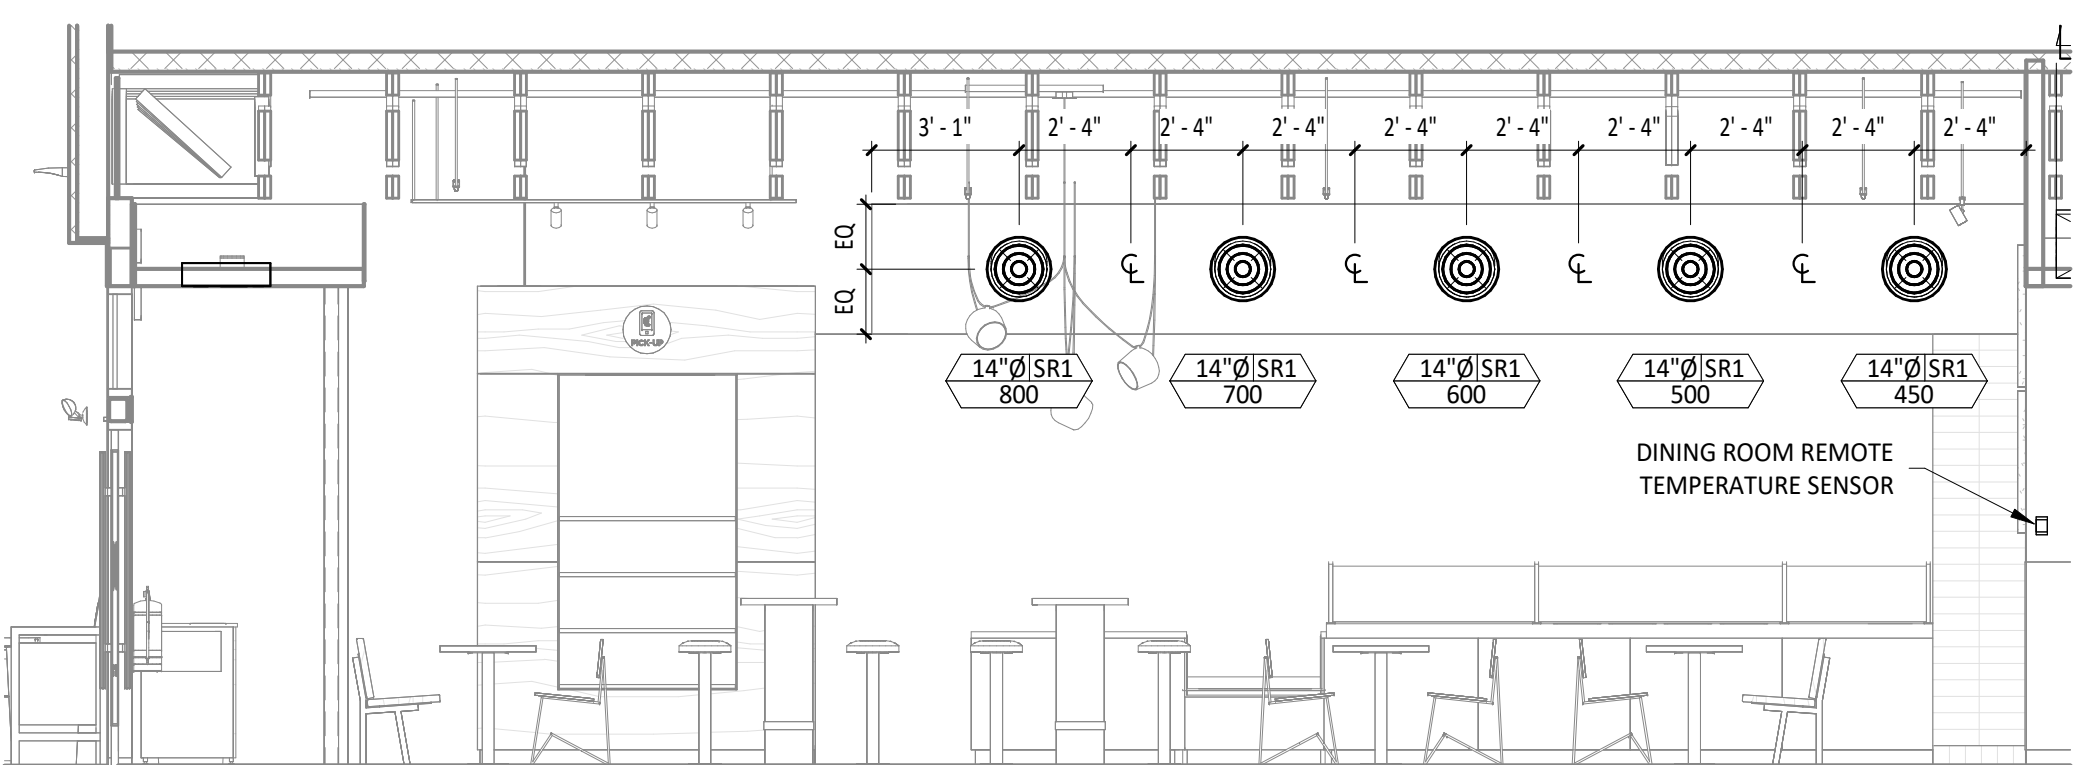 3' - 1" 2' - 4" 2' - 4" 2' - 4" 2' - 4" 2' - 4" 2' - 4" 2' - 4" 2' - 4" 2' - 4"
EQ
EQ
℄ ℄ ℄ ℄
PICK-UP
14"Ø SR1
800
14"Ø SR1
700
14"Ø SR1
600
14"Ø SR1
500
14"Ø SR1
450
DINING ROOM REMOTE
TEMPERATURE SENSOR